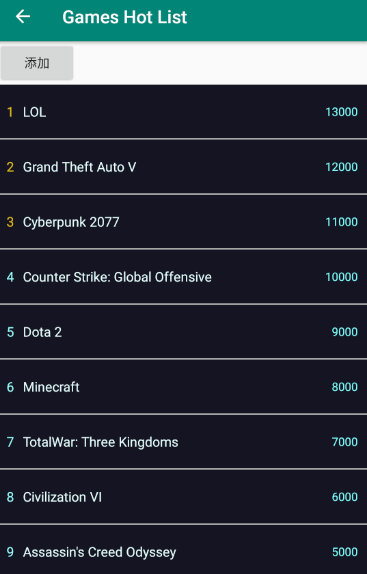 Games Hot List
添加
1 LOL 13000
2 Grand Theft Auto V 12000
3 Cyberpunk 2077 11000
4 Counter Strike: Global Offensive 10000
5 Dota 2 9000
6 Minecraft 8000
7 TotalWar: Three Kingdoms 7000
8 Civilization VI 6000
9 Assassin's Creed Odyssey 5000